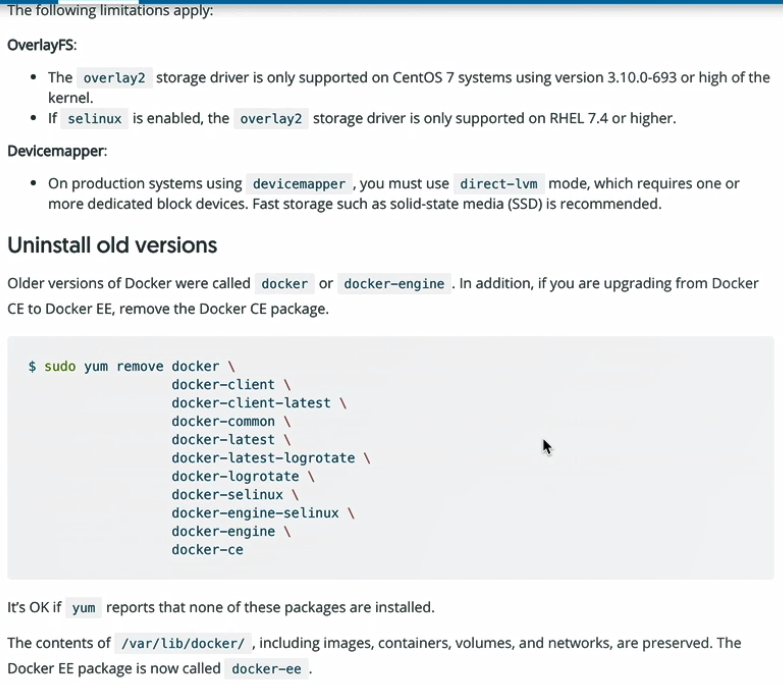 The following limitations apply:
OverlayFS:
• The overlay2 storage driver is only supported on CentOS 7 systems using version 3.10.0-693 or high of the
kernel.
• If selinux is enabled, the overlay2 storage driver is only supported on RHEL 7.4 or higher.
Devicemapper:
• On production systems using devicemapper , you must use direct-lvm mode, which requires one or
more dedicated block devices. Fast storage such as solid-state media (SSD) is recommended.
Uninstall old versions
Older versions of Docker were called docker or docker-engine . In addition, if you are upgrading from Docker
CE to Docker EE, remove the Docker CE package.
$ sudo yum remove docker \
docker-client \
docker-client-latest \
docker-common \
docker-latest \
docker-latest-logrotate \
docker-logrotate \
docker-selinux \
docker-engine-selinux \
docker-engine \
docker-ce
It's OK if yum reports that none of these packages are installed.
The contents of /var/lib/docker/ , including images, containers, volumes, and networks, are preserved. The
Docker EE package is now called docker-ee .